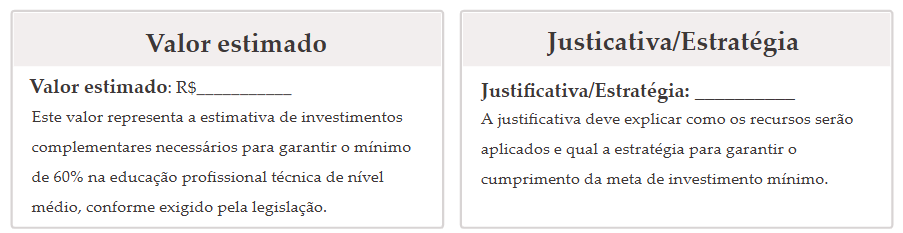 Valor estimado
Valor estimado: R$___________
Este valor representa a estimativa de investimentos
complementares necessários para garantir o mínimo
de 60% na educação profissional técnica de nível
médio, conforme exigido pela legislação.
Justicativa/Estratégia
Justificativa/Estratégia: __________
A justificativa deve explicar como os recursos serão
aplicados e qual a estratégia para garantir o
cumprimento da meta de investimento mínimo.